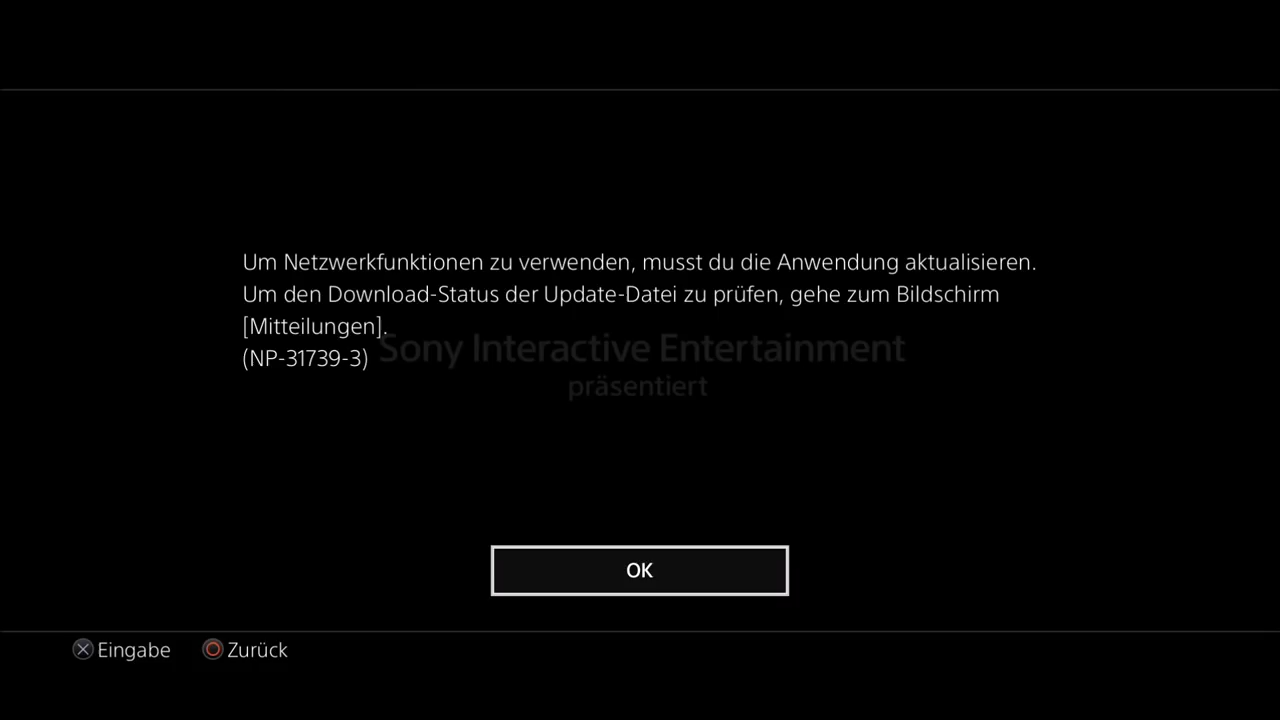 Um Netzwerkfunktionen zu verwenden, musst du die Anwendung aktualisieren.
Um den Download-Status der Update-Datei zu prüfen, gehe zum Bildschirm
[Mitteilungen].
(NP-31739-3)
Sony Interactive Entertainment
präsentiert
OK
Eingabe Zurück